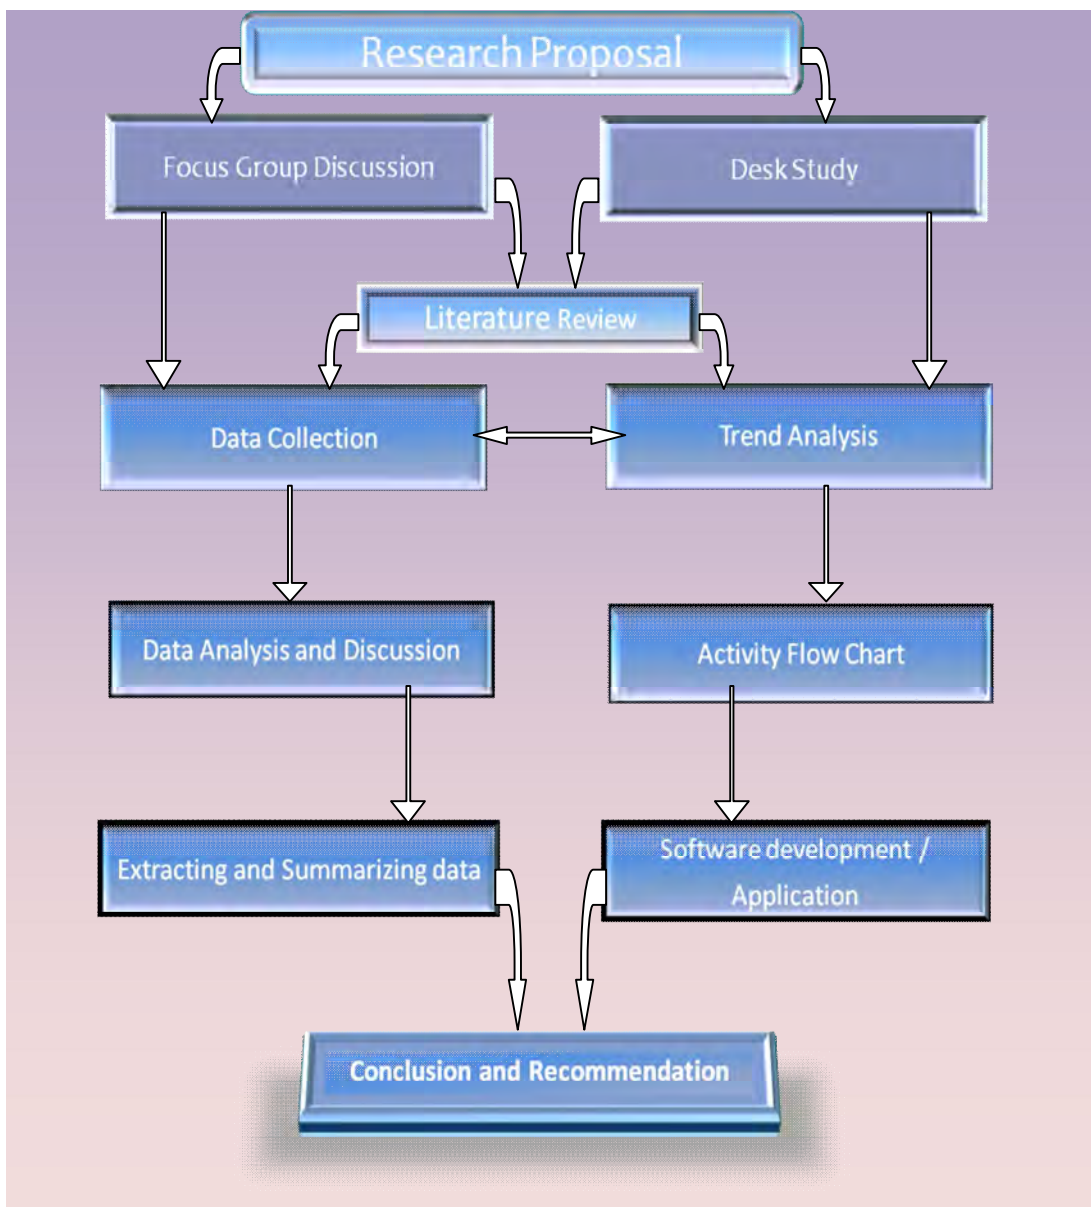 Research Proposal
Focus Group Discussion
Desk Study
Literature Review
Data Collection
Trend Analysis
Data Analysis and Discussion
Activity Flow Chart
Extracting and Summarizing data
Software development /
Application
Conclusion and Recommendation